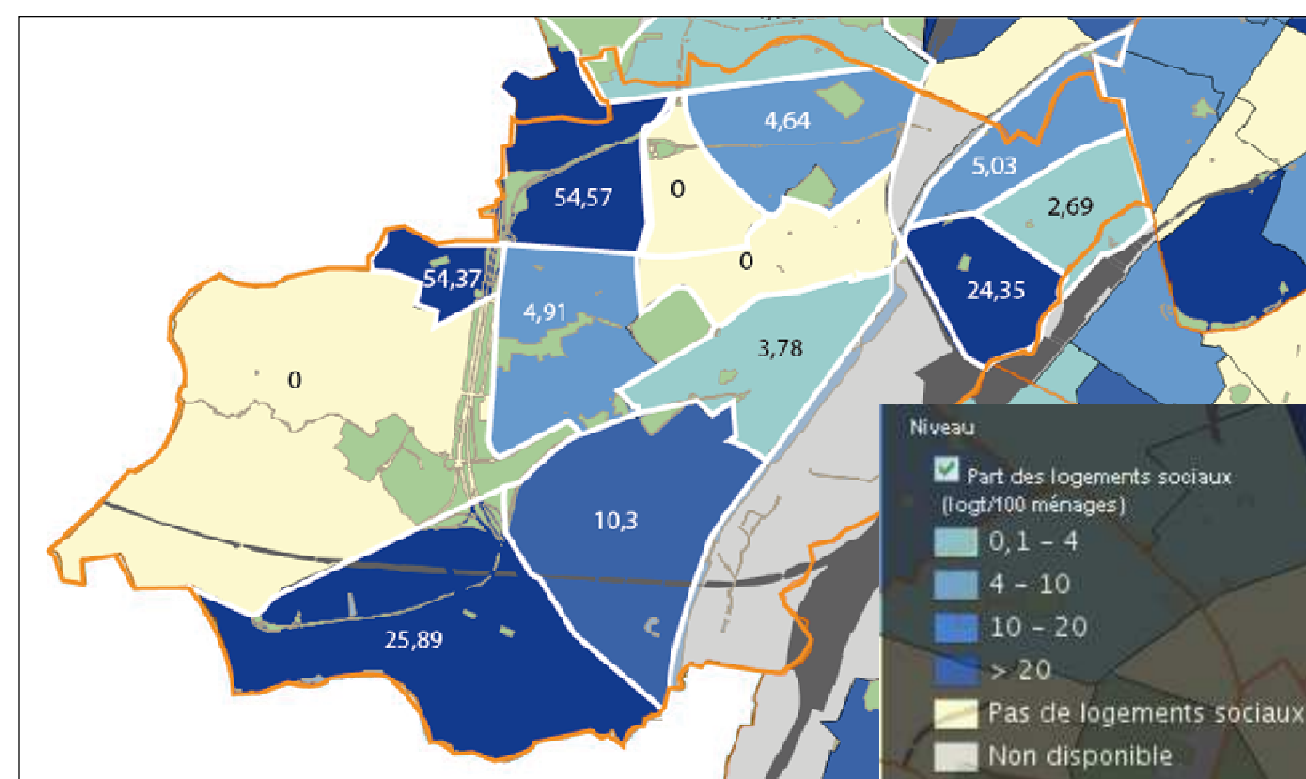 4,64
5,03
54,57
0
2,69
0
54,37
24,35
4,91
3,78
0
10,3
25,89
Niveau
Part des logements sociaux
(logt/100 ménages)
0,1 – 4
4 – 10
10 – 20
> 20
Pas de logements sociaux
Non disponible